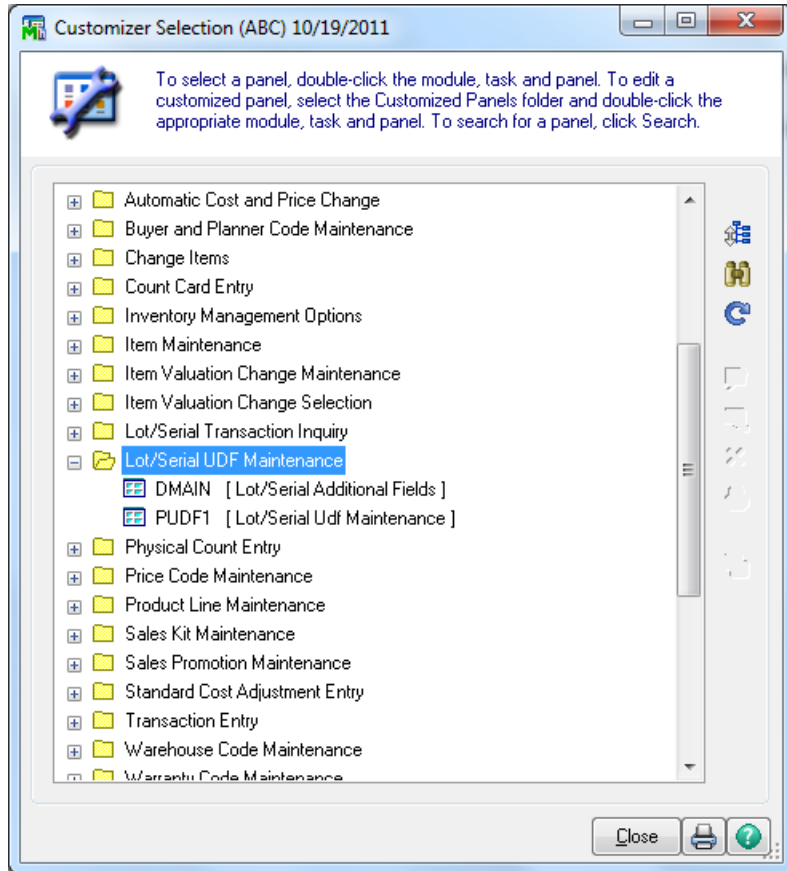 Customizer Selection (ABC) 10/19/2011
To select a panel, double-click the module, task and panel. To edit a
customized panel, select the Customized Panels folder and double-click the
appropriate module, task and panel. To search for a panel, click Search.
Automatic Cost and Price Change
Buyer and Planner Code Maintenance
Change Items
Count Card Entry
Inventory Management Options
Item Maintenance
Item Valuation Change Maintenance
Item Valuation Change Selection
Lot/Serial Transaction Inquiry
Lot/Serial UDF Maintenance
DMAIN [ Lot/Serial Additional Fields ]
PUDF1 [ Lot/Serial Udf Maintenance ]
Physical Count Entry
Price Code Maintenance
Product Line Maintenance
Sales Kit Maintenance
Sales Promotion Maintenance
Standard Cost Adjustment Entry
Transaction Entry
Warehouse Code Maintenance
Warranty Code Maintenance
Close